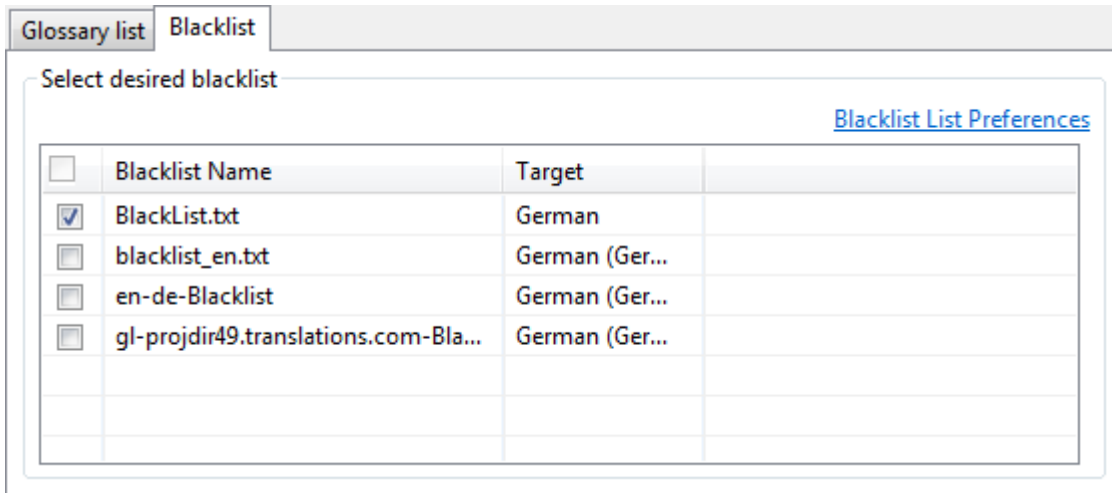 Glossary list Blacklist
Select desired blacklist
Blacklist List Preferences
Blacklist Name Target
BlackList.txt German
blacklist_en.txt German (Ger...
en-de-Blacklist German (Ger...
gl-projdir49.translations.com-Bla... German (Ger...